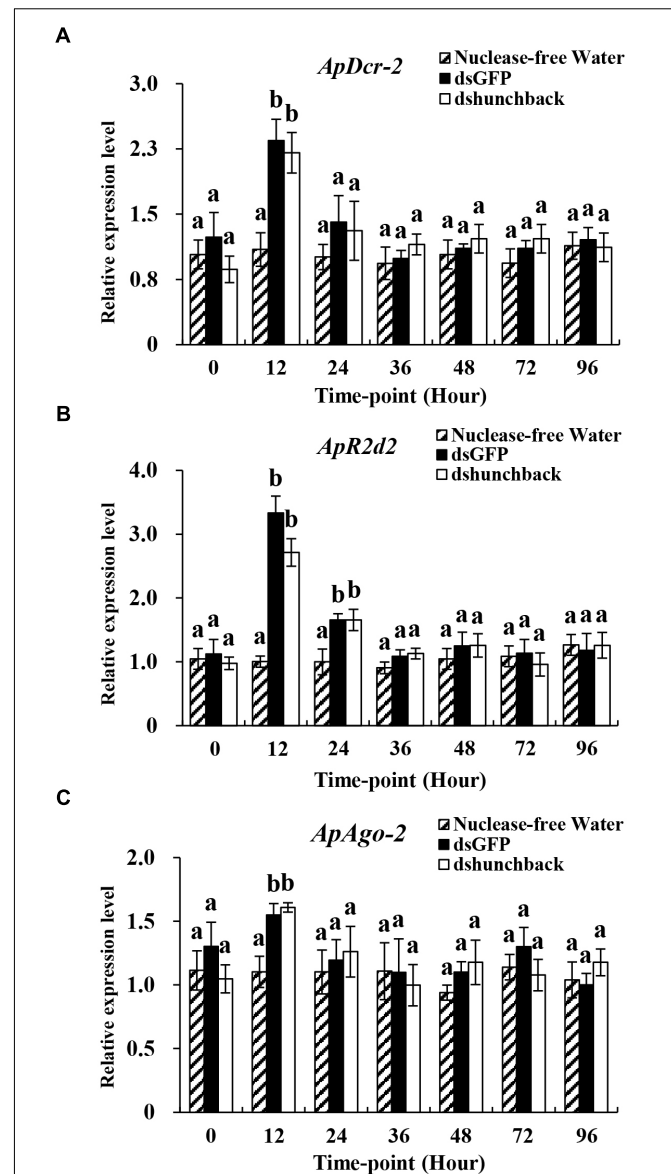 A
ApDcr-2
Nuclease-free Water
dsGFP
dshunchback
Relative expression level
3.0
2.3
1.5
0.8
0
a a a
a b b
a a a
a a a
a a a
a a a
a a a
0 12 24 36 48 72 96
Time-point (Hour)
B
ApR2d2
Nuclease-free Water
dsGFP
dshunchback
Relative expression level
4.0
3.0
2.0
1.0
0
a a a
a b b
a b b
a a a
a a a
a a a
a a a
0 12 24 36 48 72 96
Time-point (Hour)
C
ApAgo-2
Nuclease-free Water
dsGFP
dshunchback
Relative expression level
2.0
1.5
1.0
0.5
0
a a a
a b b
a a a
a a a
a a a
a a a
a a a
0 12 24 36 48 72 96
Time-point (Hour)